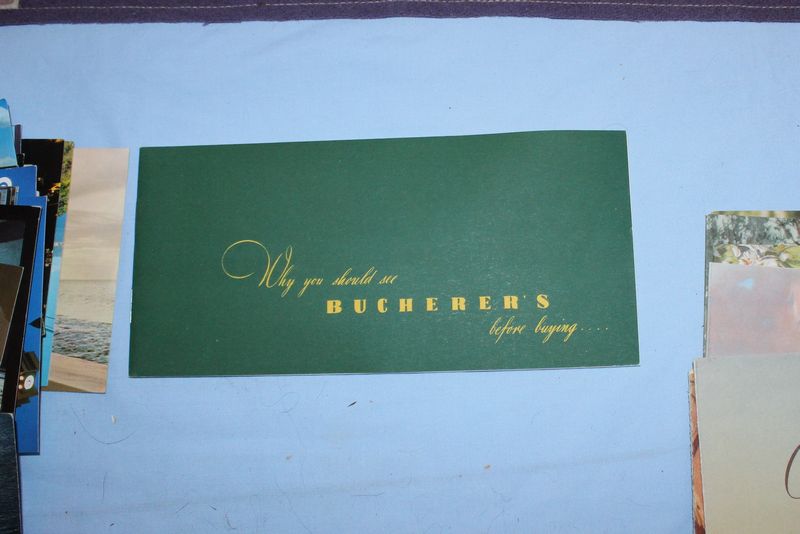 Why you should see
BUCHERER'S
before buying....